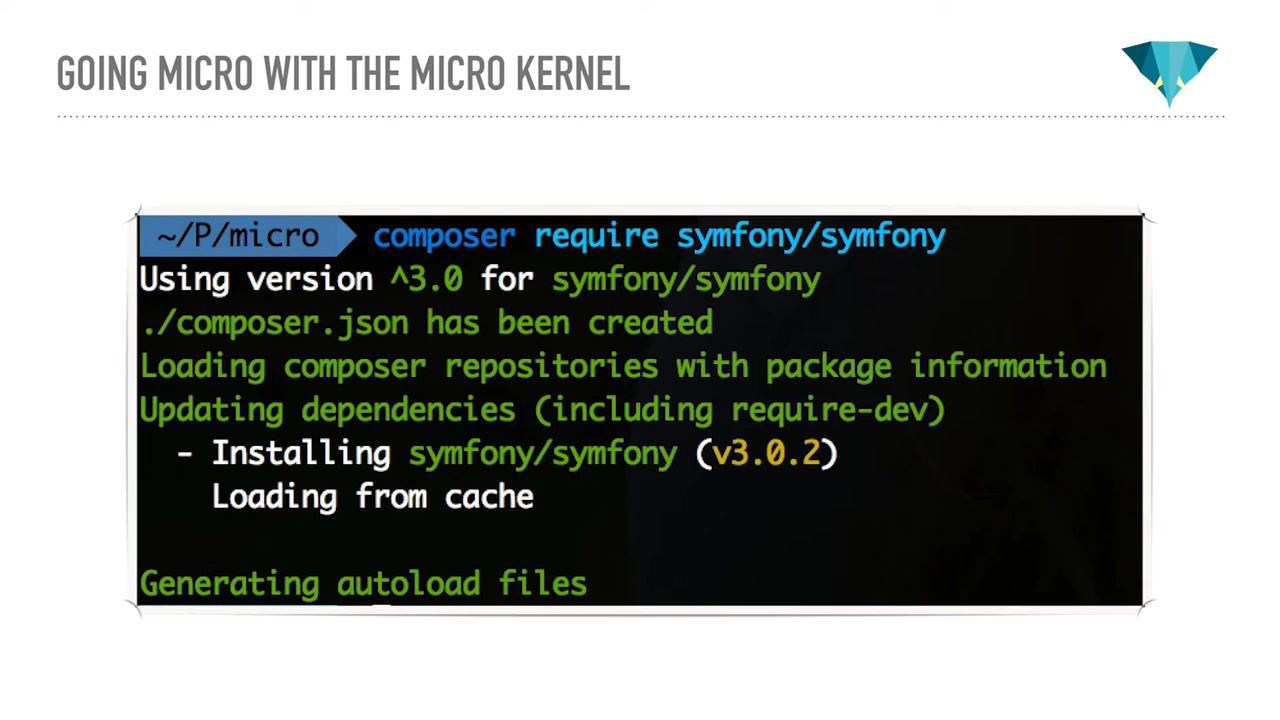 GOING MICRO WITH THE MICRO KERNEL
~/P/micro composer require symfony/symfony
Using version ^3.0 for symfony/symfony
./composer.json has been created
Loading composer repositories with package information
Updating dependencies (including require-dev)
- Installing symfony/symfony (v3.0.2)
Loading from cache
Generating autoload files